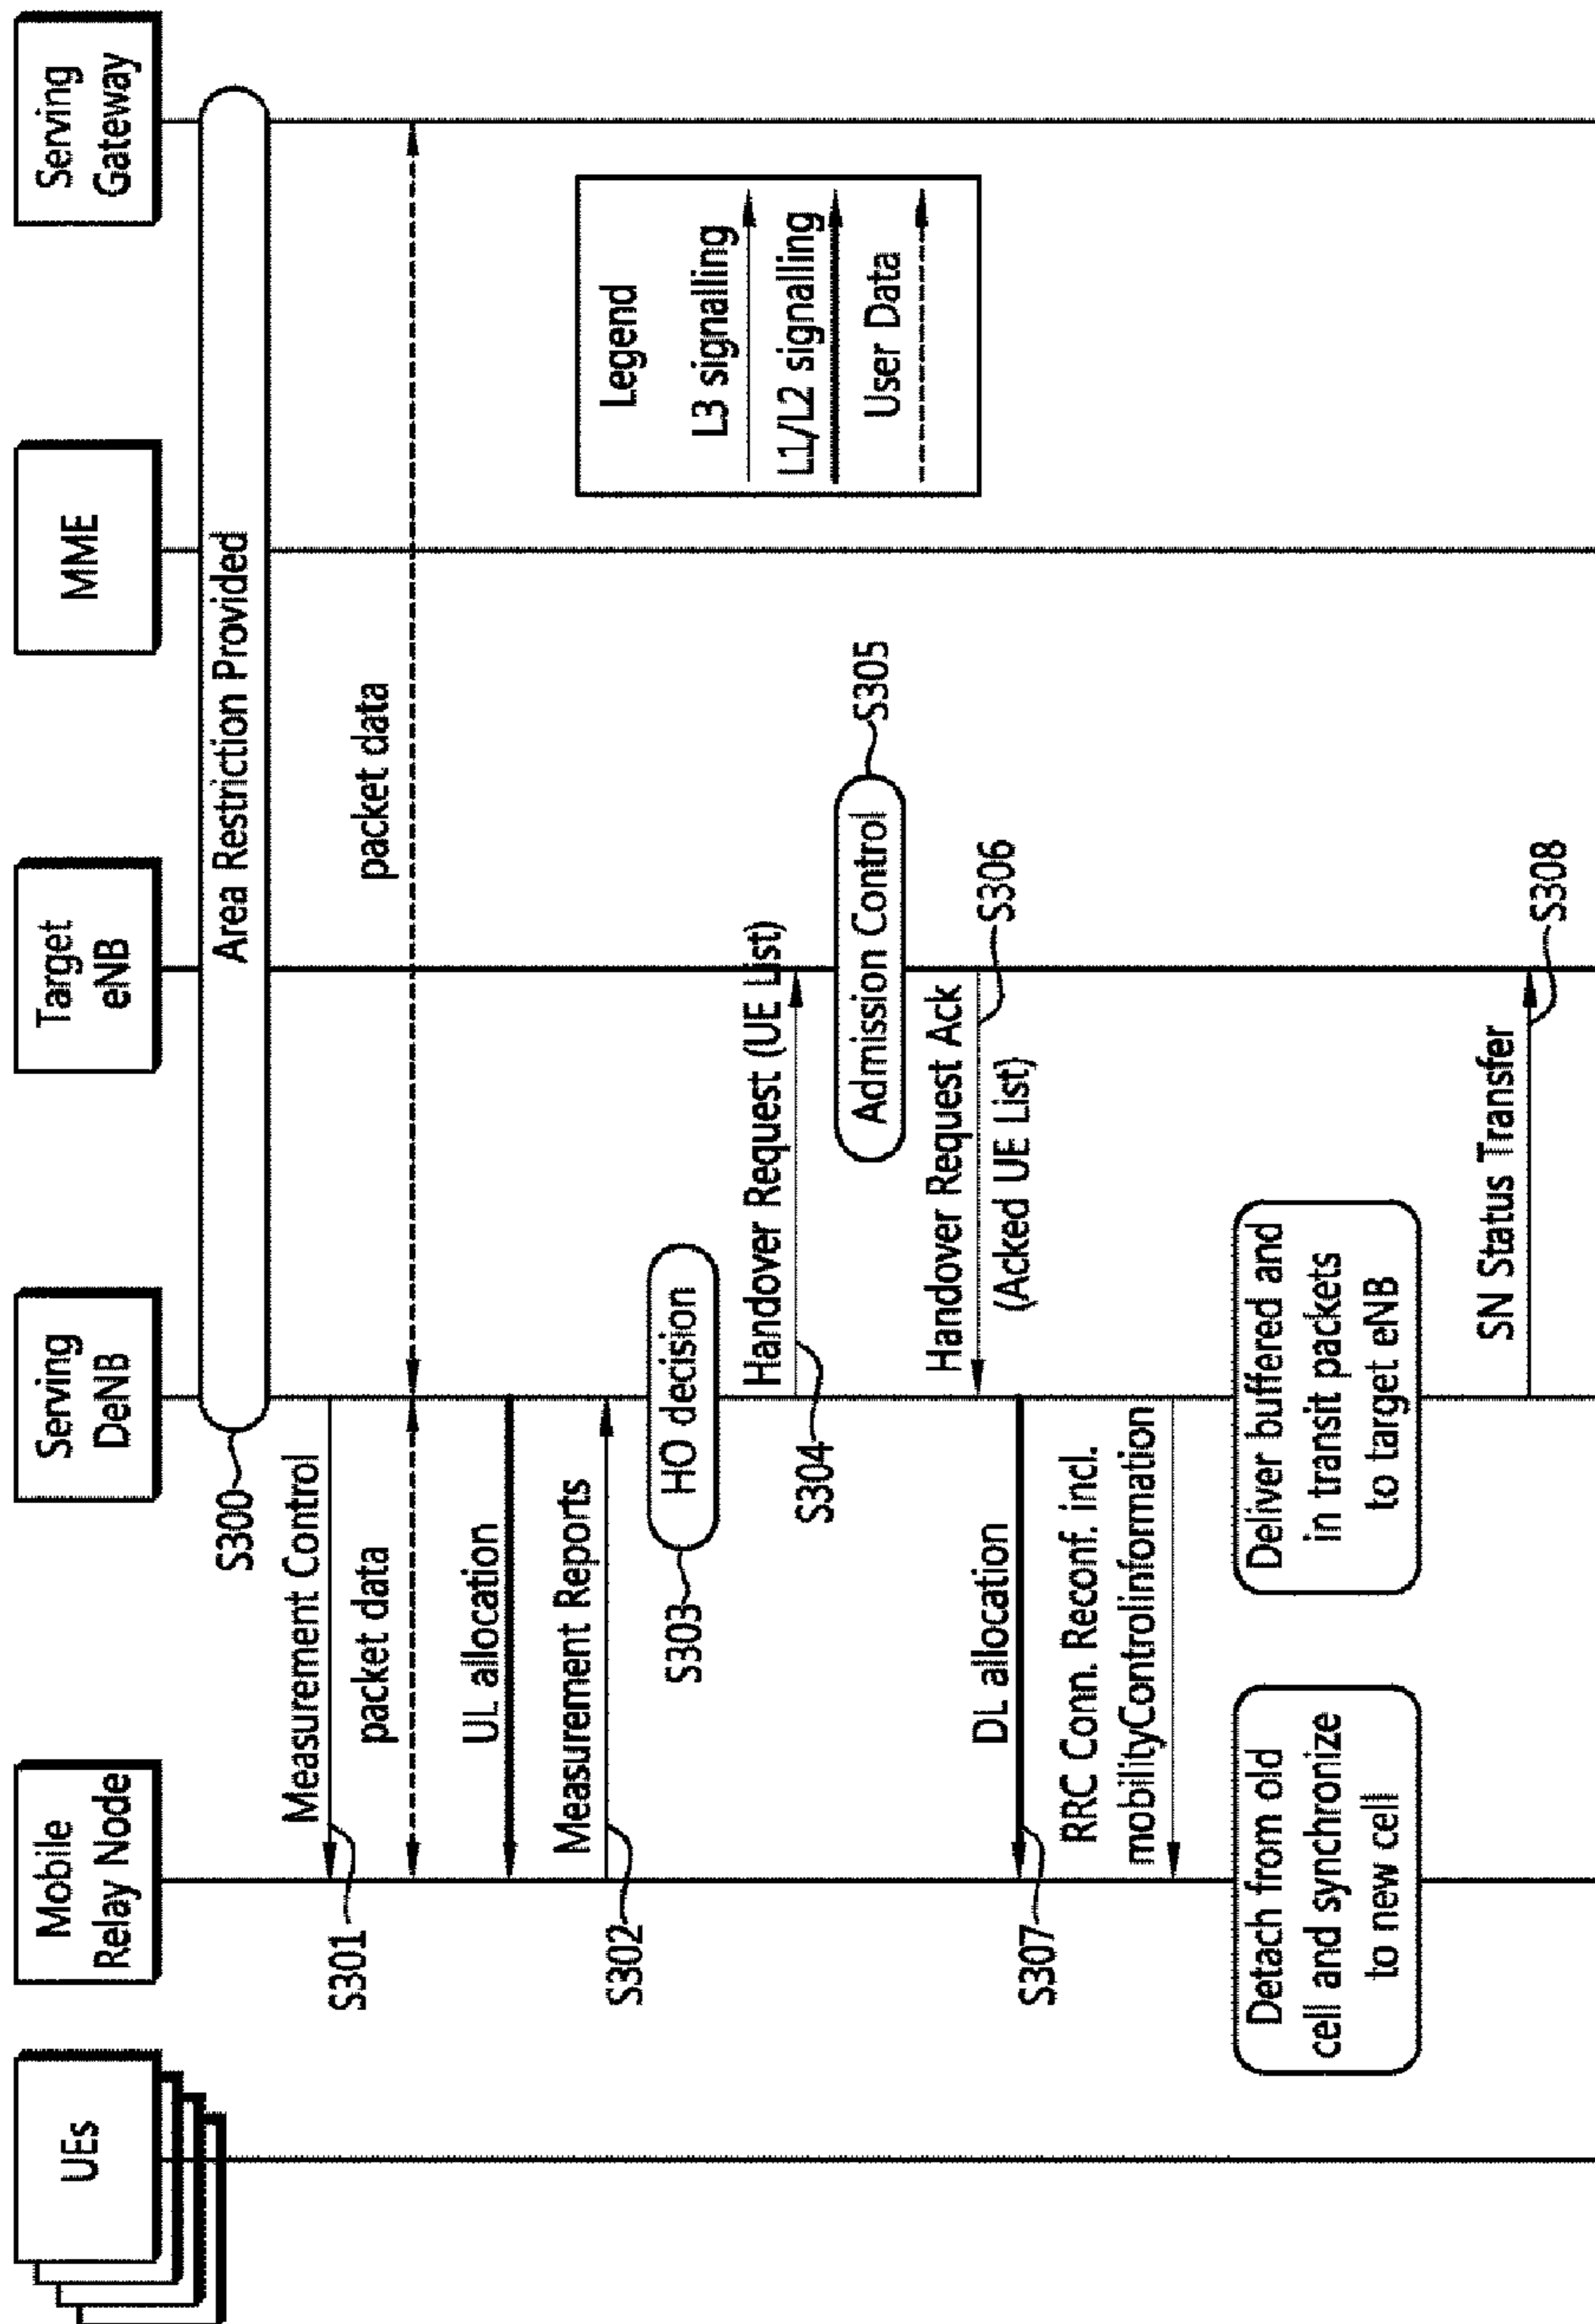 UEs
Mobile
Relay Node
Serving
DeNB
Target
eNB
MME
Serving
Gateway
S300
Area Restriction Provided
Measurement Control
S301
packet data
packet data
UL allocation
Measurement Reports
S302
HO decision
S303
Legend
L3 signalling
L1/L2 signalling
User Data
Handover Request (UE List)
S304
Admission Control
S305
Handover Request Ack
(Acked UE List)
S306
DL allocation
S307
RRC Conn. Reconf. incl.
mobilityControlinformation
Detach from old
cell and synchronize
to new cell
Deliver buffered and
in transit packets
to target eNB
SN Status Transfer
S308